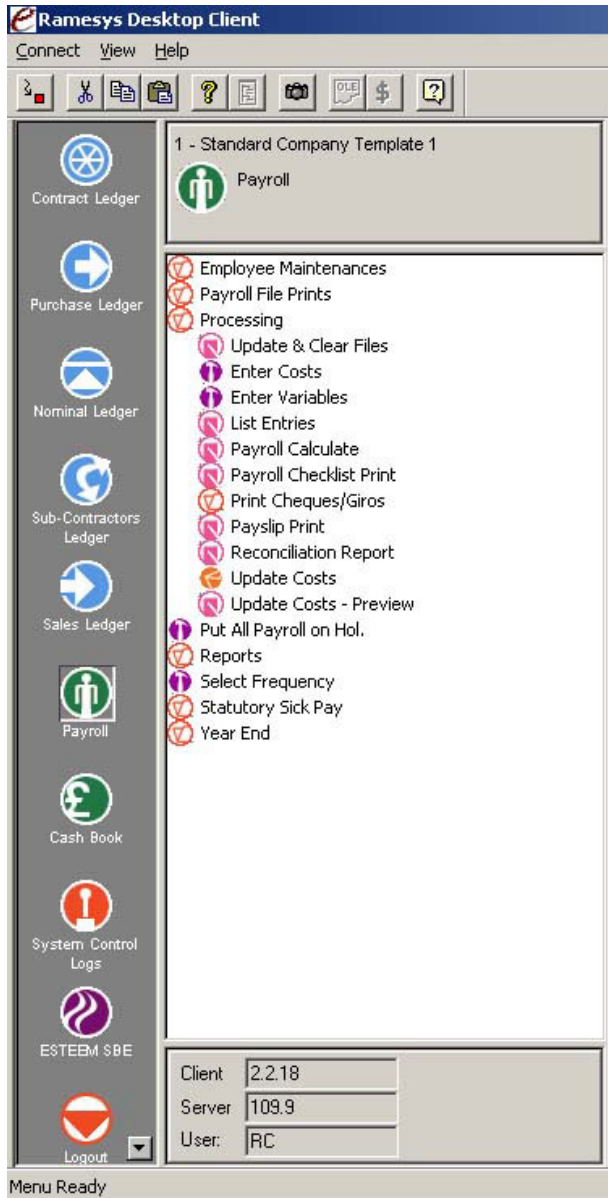 Ramesys Desktop Client
Connect View Help
OLE
$
?
Contract Ledger
Purchase Ledger
Nominal Ledger
Sub-Contractors
Ledger
Sales Ledger
Payroll
Cash Book
System Control
Logs
ESTEEM SBE
Logout
1 - Standard Company Template 1
Payroll
Employee Maintenances
Payroll File Prints
Processing
Update & Clear Files
Enter Costs
Enter Variables
List Entries
Payroll Calculate
Payroll Checklist Print
Print Cheques/Giros
Payslip Print
Reconciliation Report
Update Costs
Update Costs - Preview
Put All Payroll on Hol.
Reports
Select Frequency
Statutory Sick Pay
Year End
Client 2.2.18
Server 109.9
User: RC
Menu Ready